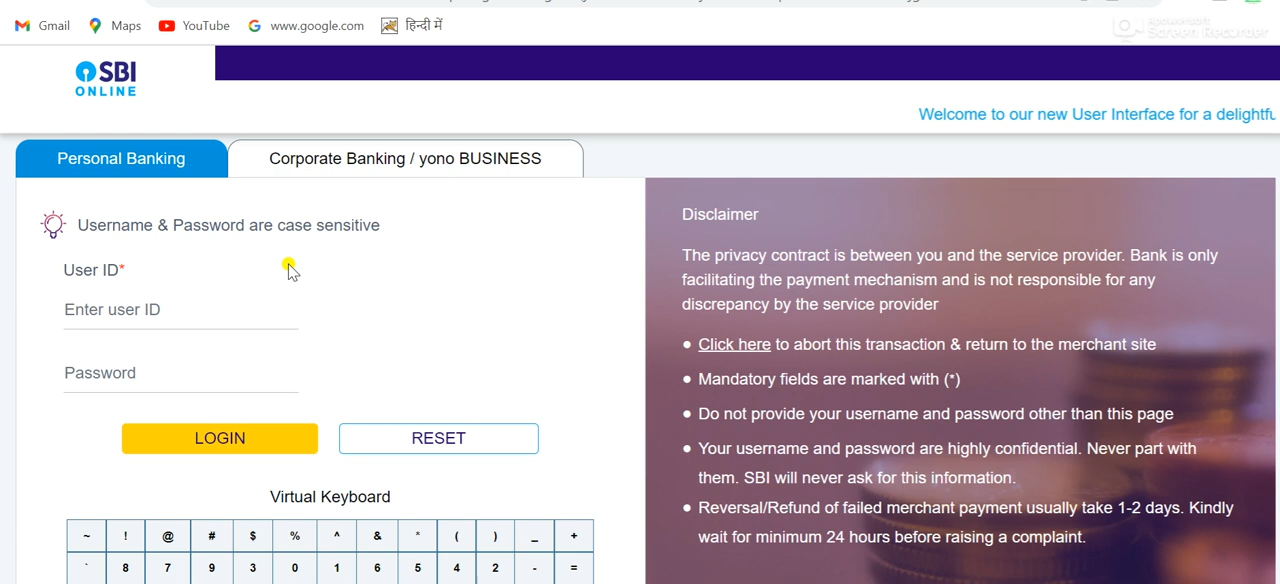 Gmail Maps YouTube www.google.com हिन्दी में
Apowersoft
Screen Recorder
SBI
ONLINE
Welcome to our new User Interface for a delightfu
Personal Banking Corporate Banking / yono BUSINESS
Username & Password are case sensitive
User ID*
Enter user ID
Password
LOGIN RESET
Virtual Keyboard
~ ! @ # $ % ^ & * ( ) _ +
` 8 7 9 3 0 1 6 5 4 2 - =
Disclaimer
The privacy contract is between you and the service provider. Bank is only
facilitating the payment mechanism and is not responsible for any
discrepancy by the service provider
• Click here to abort this transaction & return to the merchant site
• Mandatory fields are marked with (*)
• Do not provide your username and password other than this page
• Your username and password are highly confidential. Never part with
them. SBI will never ask for this information.
• Reversal/Refund of failed merchant payment usually take 1-2 days. Kindly
wait for minimum 24 hours before raising a complaint.